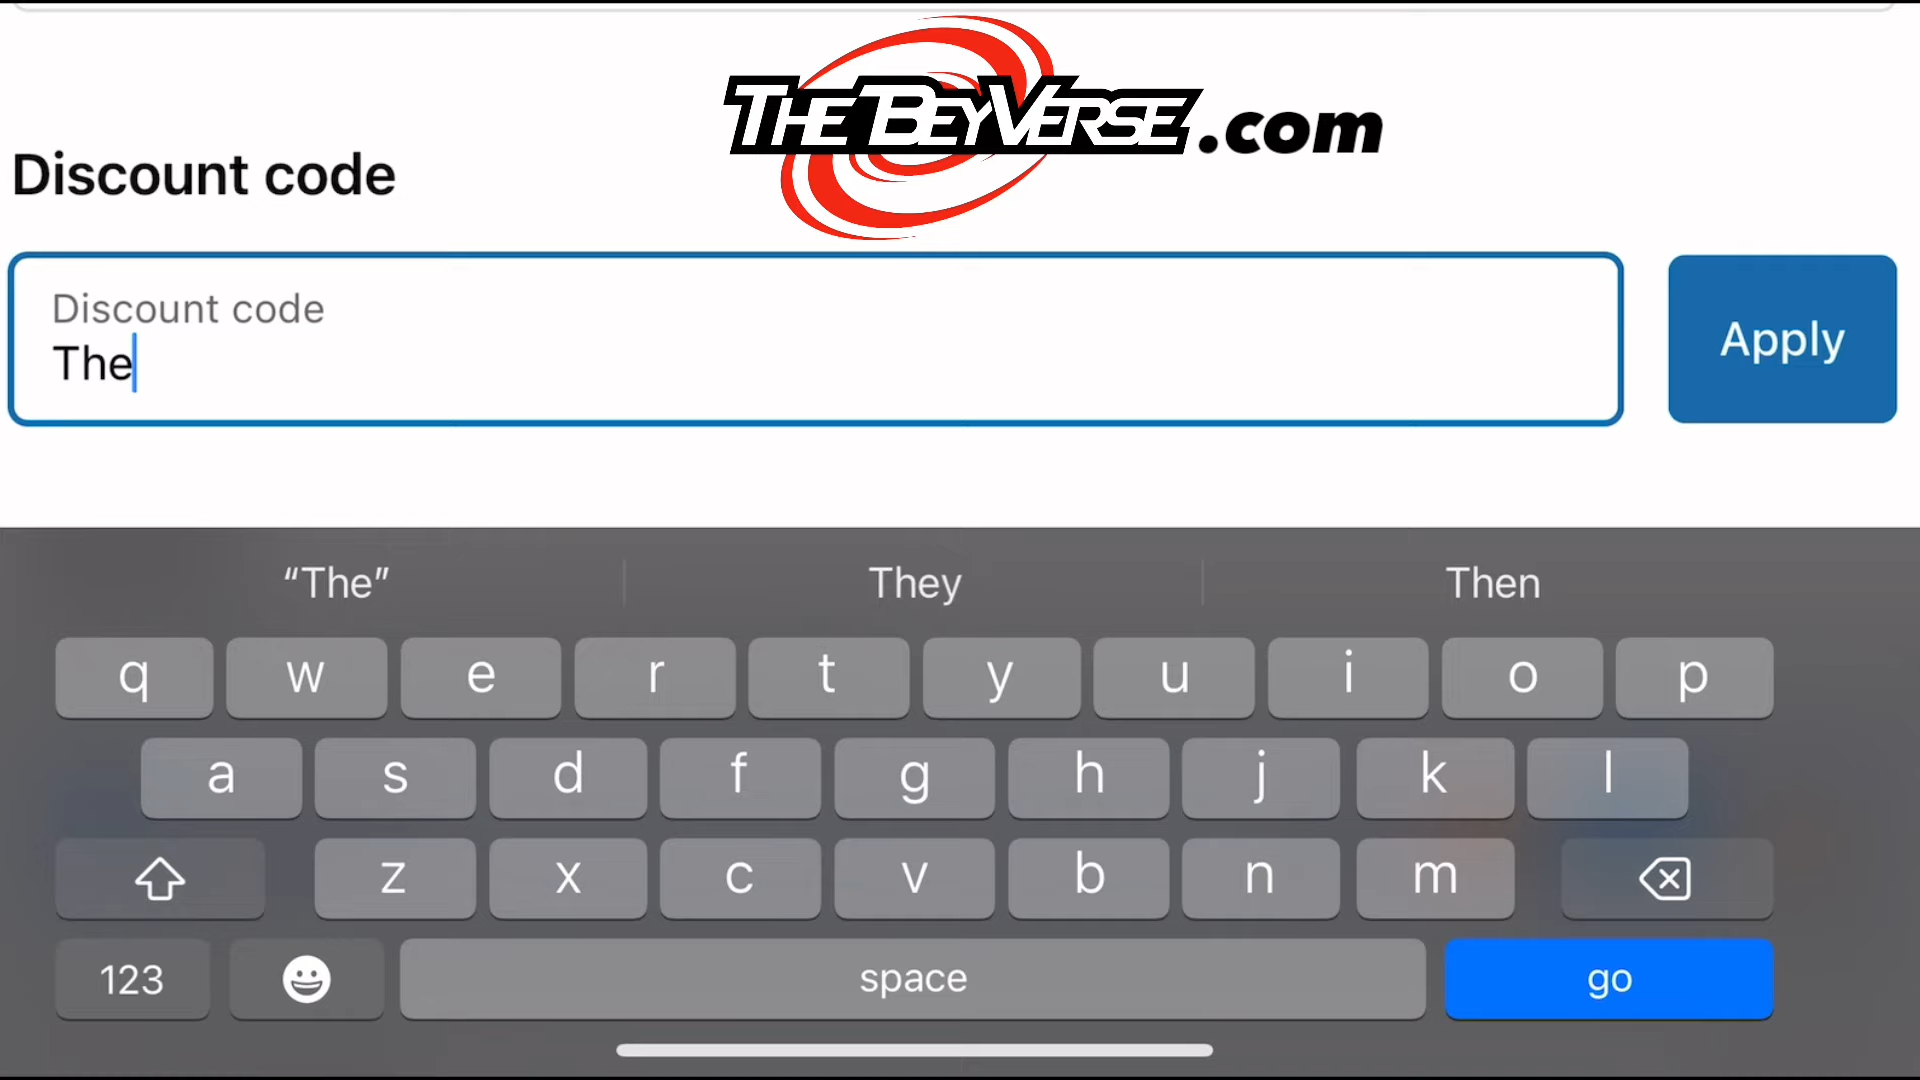 THE BEYVERSE.com
Discount code
Discount code
The
Apply
“The” They Then
q w e r t y u i o p
a s d f g h j k l
z x c v b n m
123 space go